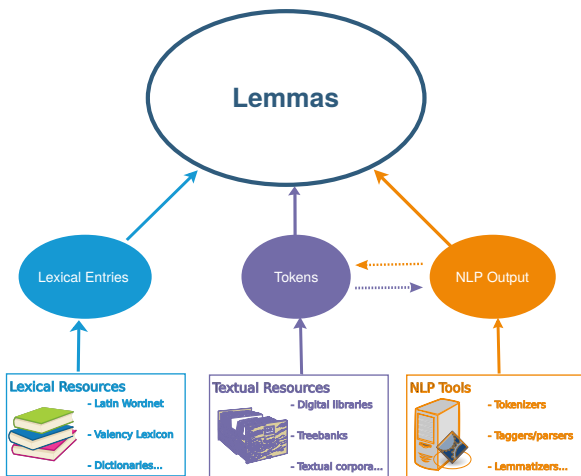 Lemmas
Lexical Entries
Tokens
NLP Output
Lexical Resources
- Latin Wordnet
- Valency Lexicon
- Dictionaries...
Textual Resources
- Digital libraries
- Treebanks
- Textual corpora...
NLP Tools
- Tokenizers
- Taggers/parsers
- Lemmatizers...